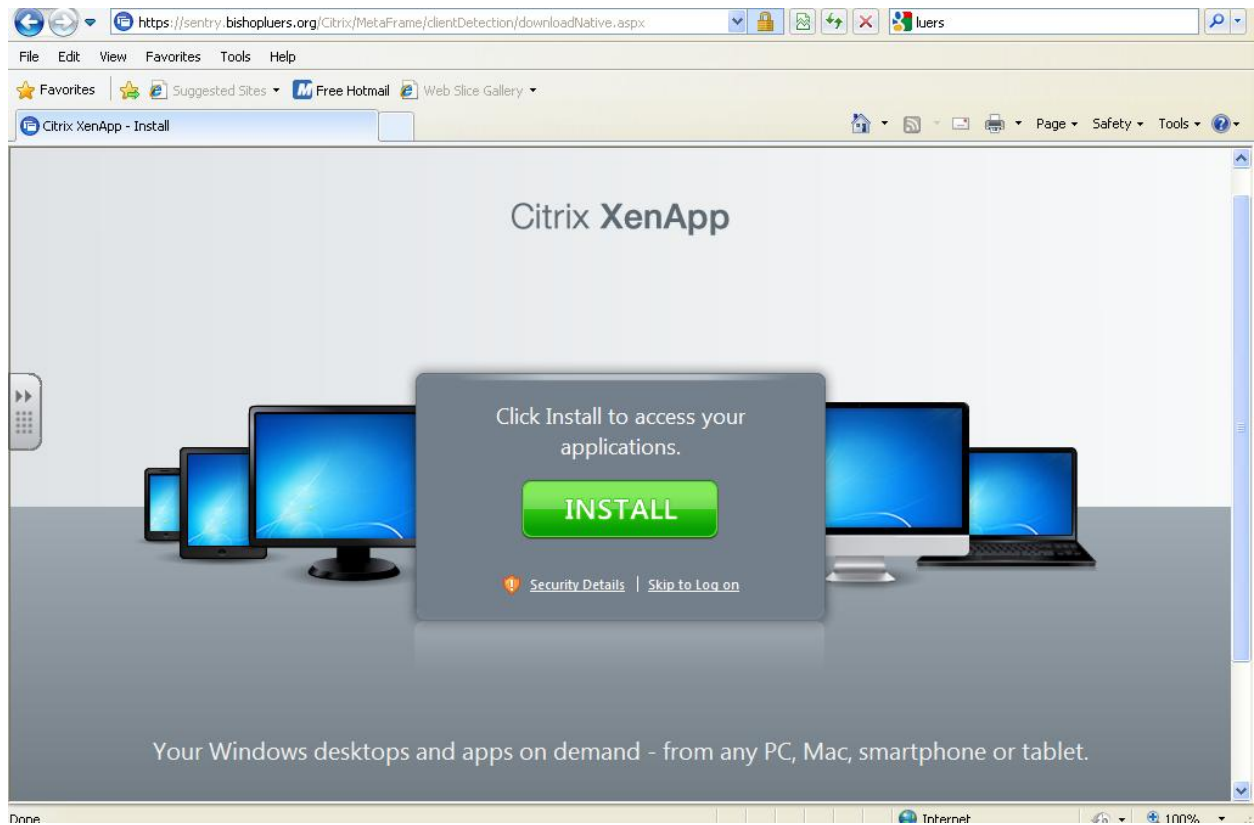 https://sentry.bishopluers.org/Citrix/MetaFrame/clientDetection/downloadNative.aspx luers
File Edit View Favorites Tools Help
Favorites Suggested Sites Free Hotmail Web Slice Gallery
Citrix XenApp - Install Page Safety Tools
Citrix XenApp
Click Install to access your
applications.
INSTALL
Security Details | Skip to Log on
Your Windows desktops and apps on demand - from any PC, Mac, smartphone or tablet.
Done Internet 100%